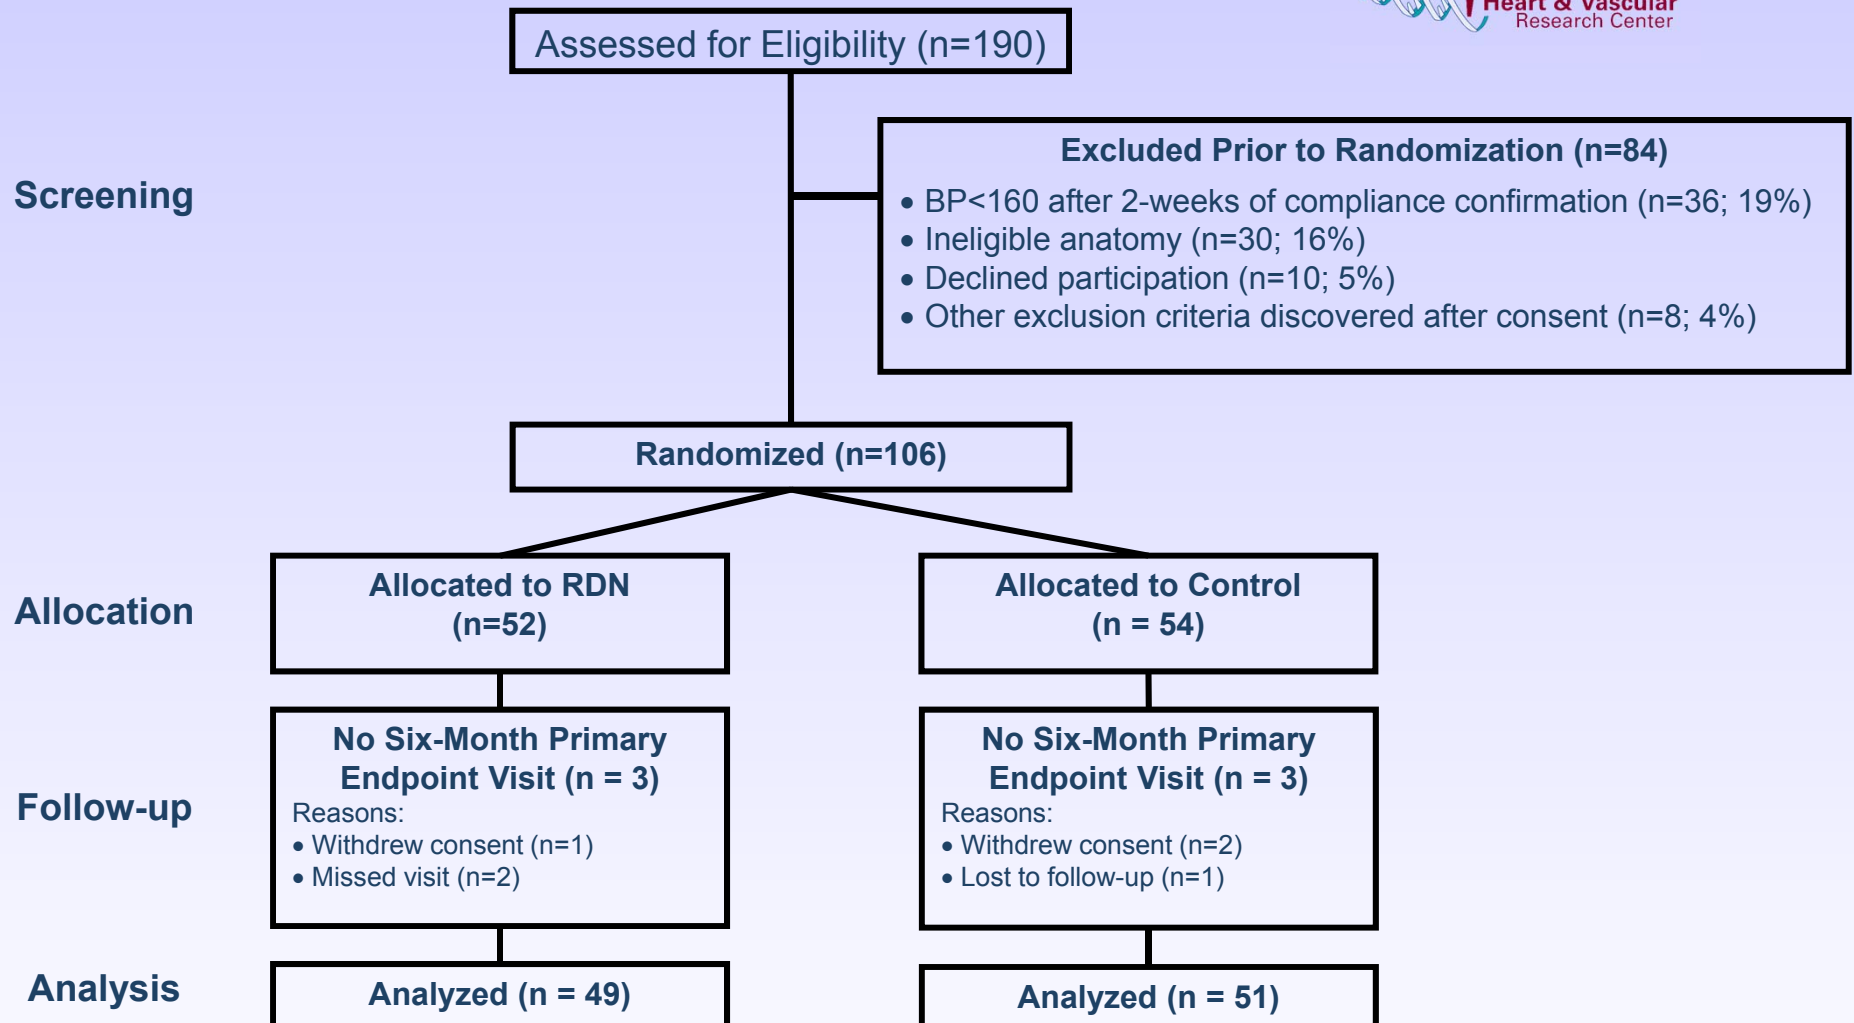 Heart & Vascular
Research Center
Assessed for Eligibility (n=190)
Screening
Excluded Prior to Randomization (n=84)
• BP<160 after 2-weeks of compliance confirmation (n=36; 19%)
• Ineligible anatomy (n=30; 16%)
• Declined participation (n=10; 5%)
• Other exclusion criteria discovered after consent (n=8; 4%)
Randomized (n=106)
Allocation
Allocated to RDN
(n=52)
Allocated to Control
(n = 54)
Follow-up
No Six-Month Primary
Endpoint Visit (n = 3)
Reasons:
• Withdrew consent (n=1)
• Missed visit (n=2)
No Six-Month Primary
Endpoint Visit (n = 3)
Reasons:
• Withdrew consent (n=2)
• Lost to follow-up (n=1)
Analysis
Analyzed (n = 49)
Analyzed (n = 51)